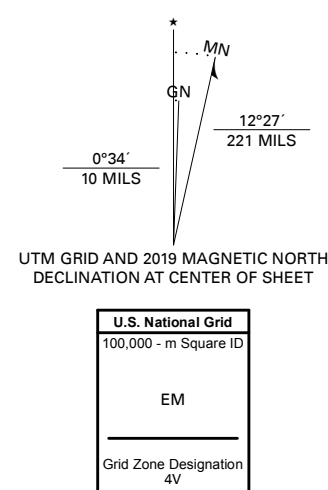 ★
MN
GN
12°27´
221 MILS
0°34´
10 MILS
UTM GRID AND 2019 MAGNETIC NORTH
DECLINATION AT CENTER OF SHEET
U.S. National Grid
100,000 - m Square ID
EM
Grid Zone Designation
4V